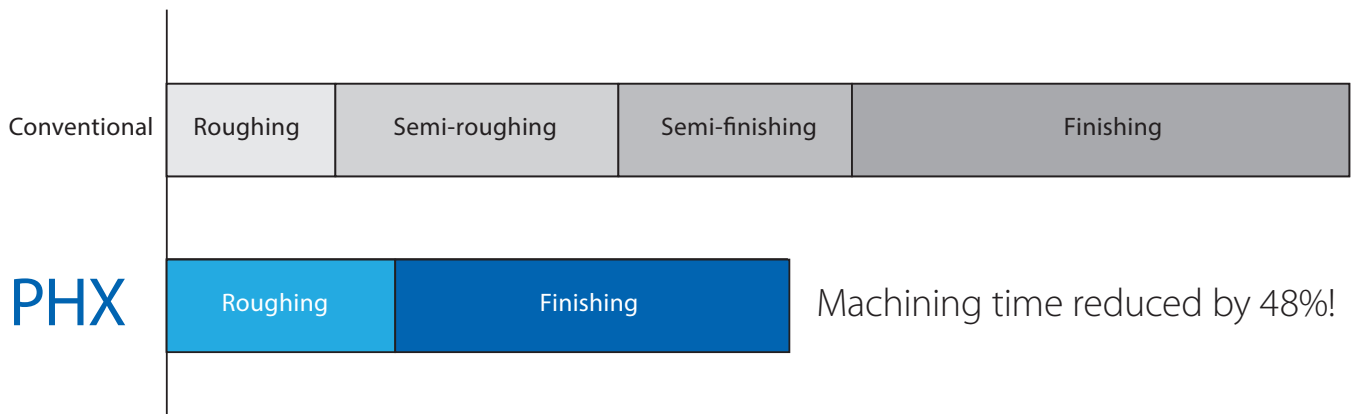 Conventional Roughing Semi-roughing Semi-finishing Finishing
PHX Roughing Finishing Machining time reduced by 48%!